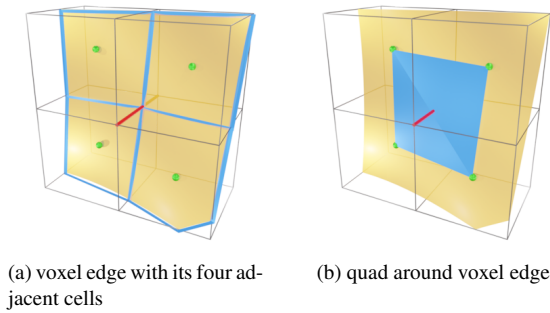 (a) voxel edge with its four ad-
jacent cells
(b) quad around voxel edge